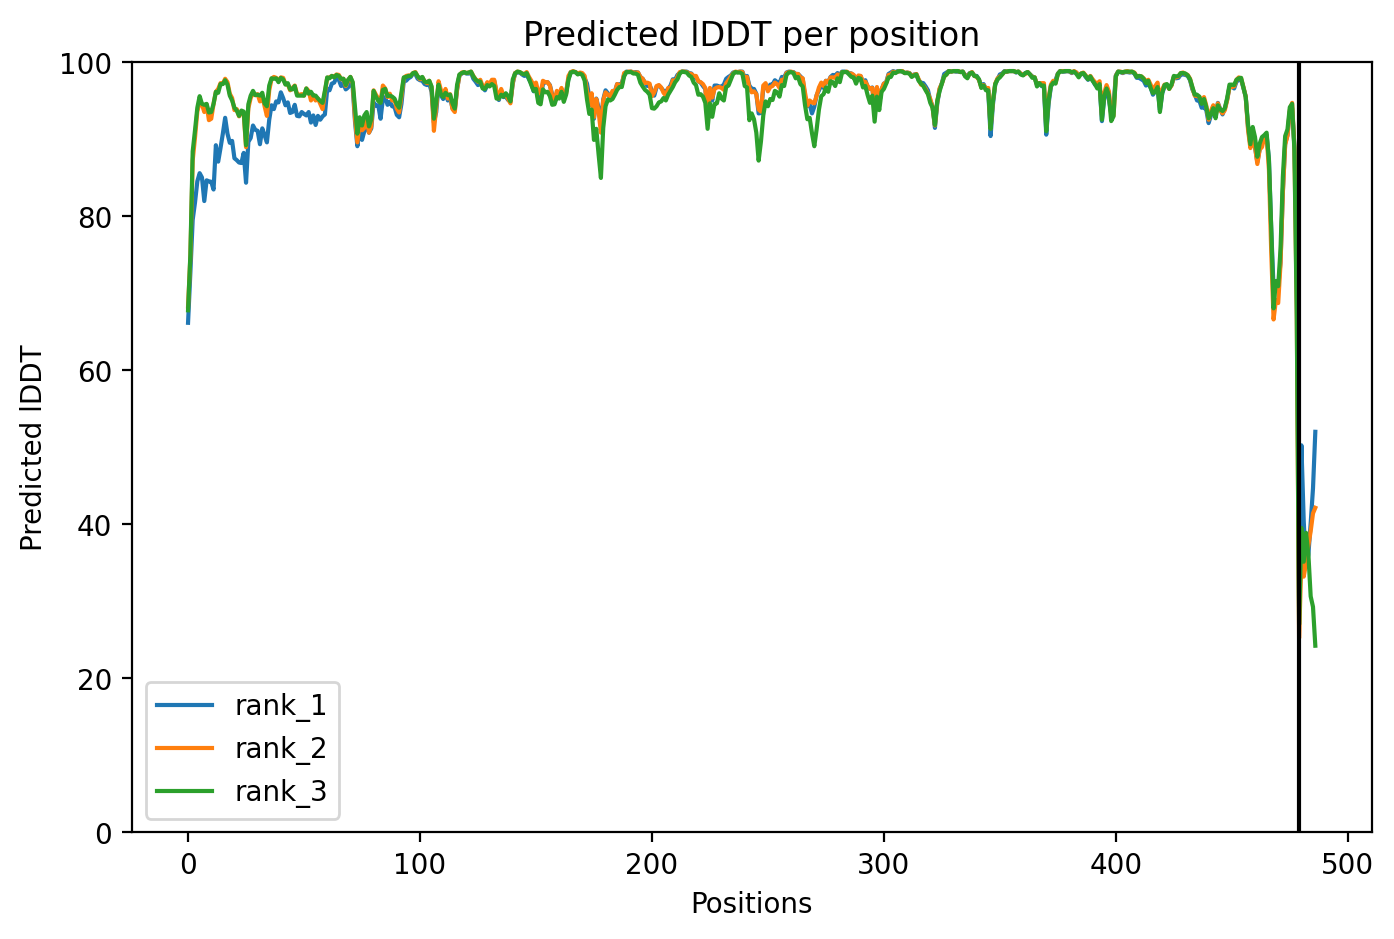 Predicted lDDT per position
100
80
60
40
20
0
Predicted lDDT
rank_1
rank_2
rank_3
0 100 200 300 400 500
Positions